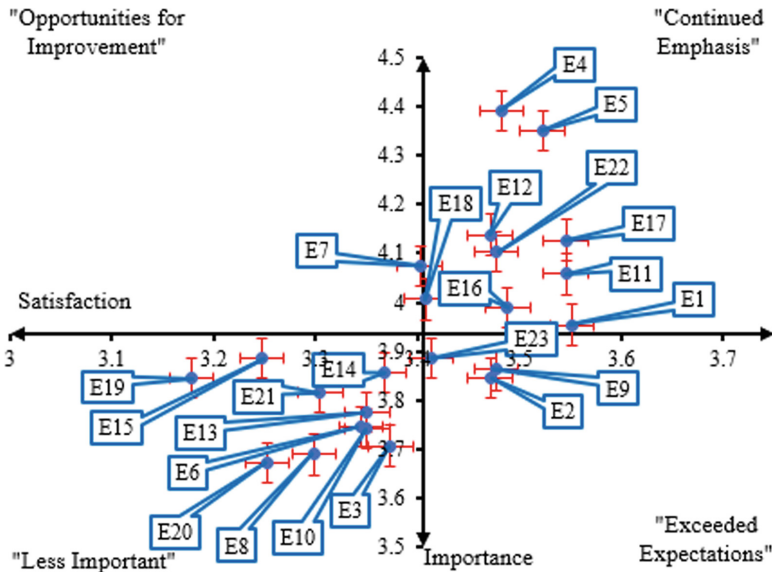 "Opportunities for
Improvement"
"Continued
Emphasis"
4.5
E4
4.4
E5
4.3
E22
E12
4.2
E18
E17
E7
4.1
E11
E16
4
E1
Satisfaction
E23
3
3.1
3.2
3.3
3.5
3.6
3.7
3.9
E14
E19
E21
E9
3.8
E15
E2
E13
3.7
E6
E3
3.6
E20
E8
E10
3.5
"Less Important"
Importance
"Exceeded
Expectations"